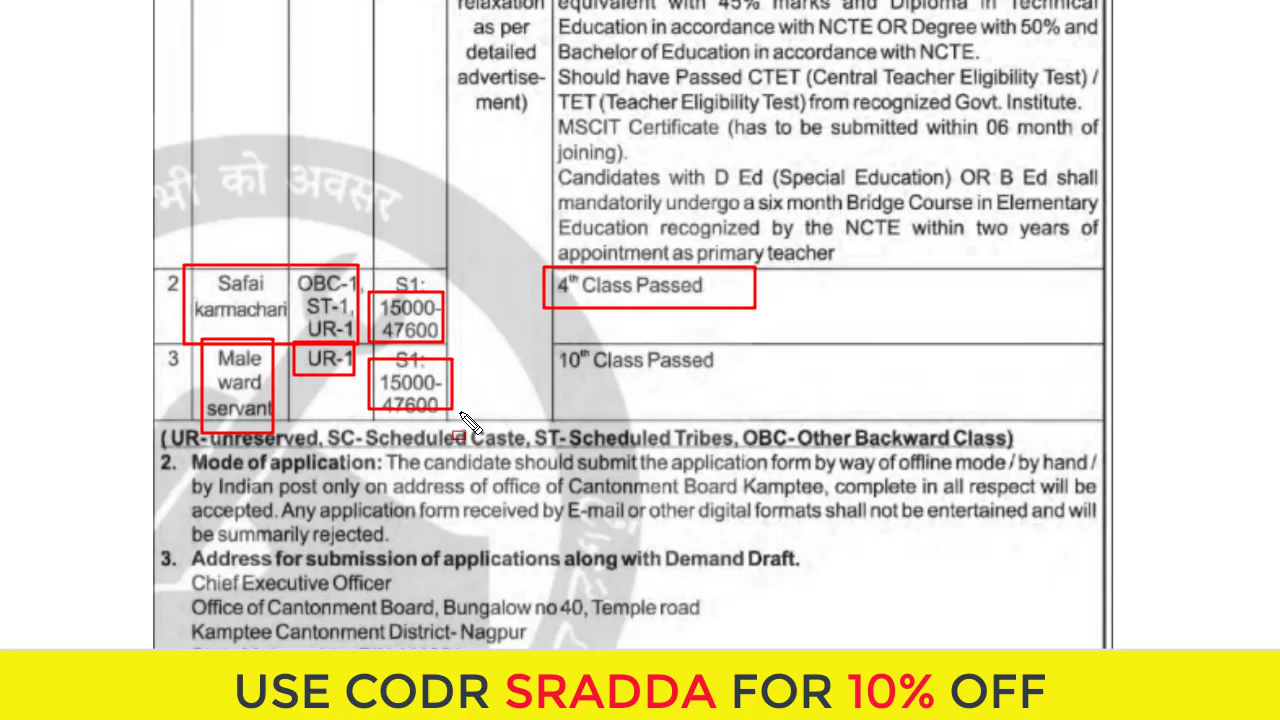 relaxation
as per
detailed
advertise-
ment)
equivalent with 45% marks and Diploma in Technical
Education in accordance with NCTE OR Degree with 50% and
Bachelor of Education in accordance with NCTE.
Should have Passed CTET (Central Teacher Eligibility Test) /
TET (Teacher Eligibility Test) from recognized Govt. Institute.
MSCIT Certificate (has to be submitted within 06 month of
joining).
Candidates with D Ed (Special Education) OR B Ed shall
mandatorily undergo a six month Bridge Course in Elementary
Education recognized by the NCTE within two years of
appointment as primary teacher
को अवसर
2 Safai karmachari
OBC-1,
ST-1,
UR-1
S1:
15000-
47600
4th Class Passed
3 Male
ward
servant
UR-1
S1:
15000-
47600
10th Class Passed
(UR- unreserved, SC- Scheduled Caste, ST- Scheduled Tribes, OBC- Other Backward Class)
2. Mode of application: The candidate should submit the application form by way of offline mode / by hand /
by Indian post only on address of office of Cantonment Board Kamptee, complete in all respect will be
accepted. Any application form received by E-mail or other digital formats shall not be entertained and will
be summarily rejected.
3. Address for submission of applications along with Demand Draft.
Chief Executive Officer
Office of Cantonment Board, Bungalow no 40, Temple road
Kamptee Cantonment District- Nagpur
USE CODR SRADDA FOR 10% OFF